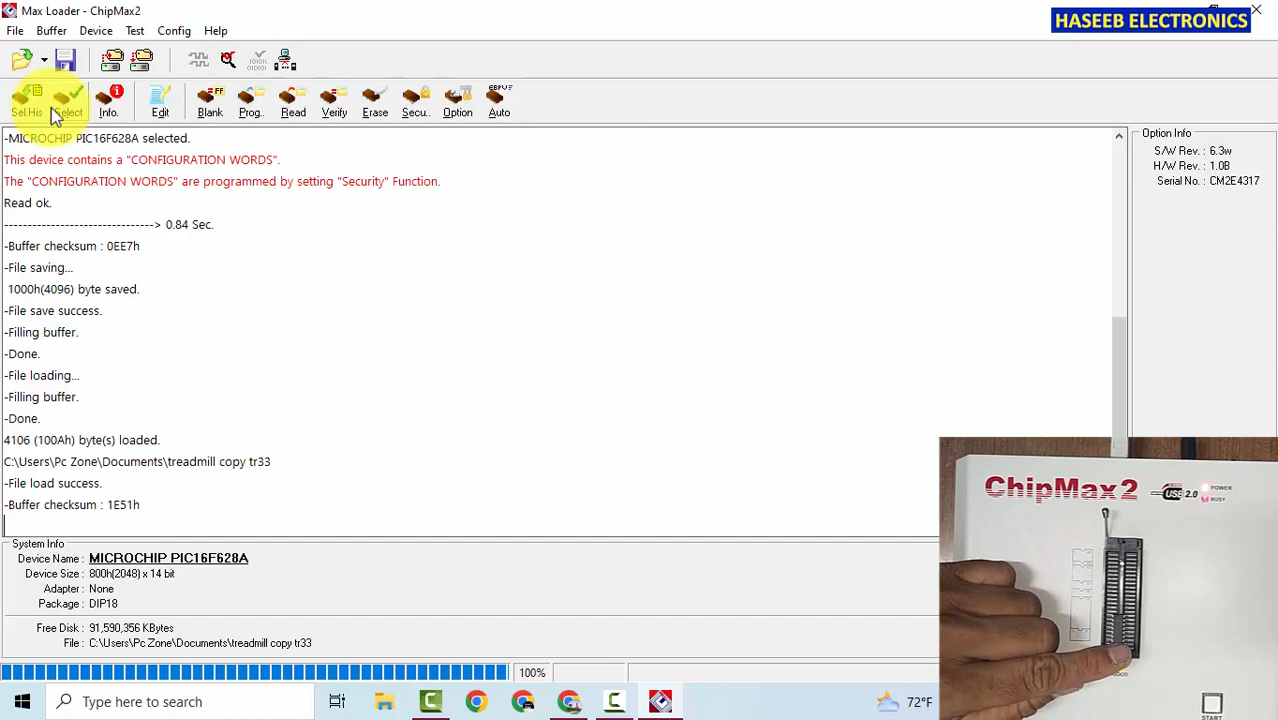 Max Loader - ChipMax2
HASEEB ELECTRONICS
File Buffer Device Test Config Help
Sel.His Select Info. Edit Blank Prog.. Read Verify Erase Secu.. Option Auto
-MICROCHIP PIC16F628A selected.
This device contains a "CONFIGURATION WORDS".
The "CONFIGURATION WORDS" are programmed by setting "Security" Function.
Read ok.
-------------------------------> 0.84 Sec.
-Buffer checksum : 0EE7h
-File saving...
1000h(4096) byte saved.
-File save success.
-Filling buffer.
-Done.
-File loading...
-Filling buffer.
-Done.
4106 (100Ah) byte(s) loaded.
C:\Users\Pc Zone\Documents\treadmill copy tr33
-File load success.
-Buffer checksum : 1E51h
Option Info
S/W Rev. : 6.3w
H/W Rev. : 1.0B
Serial No. : CM2E4317
System Info
Device Name : MICROCHIP PIC16F628A
Device Size : 800h(2048) x 14 bit
Adapter : None
Package : DIP18
Free Disk : 91,590,356 KBytes
File : C:\Users\Pc Zone\Documents\treadmill copy tr33
100%
ChipMax2
USB 2.0
POWER
BUSY
GOOD
START
Type here to search
72°F